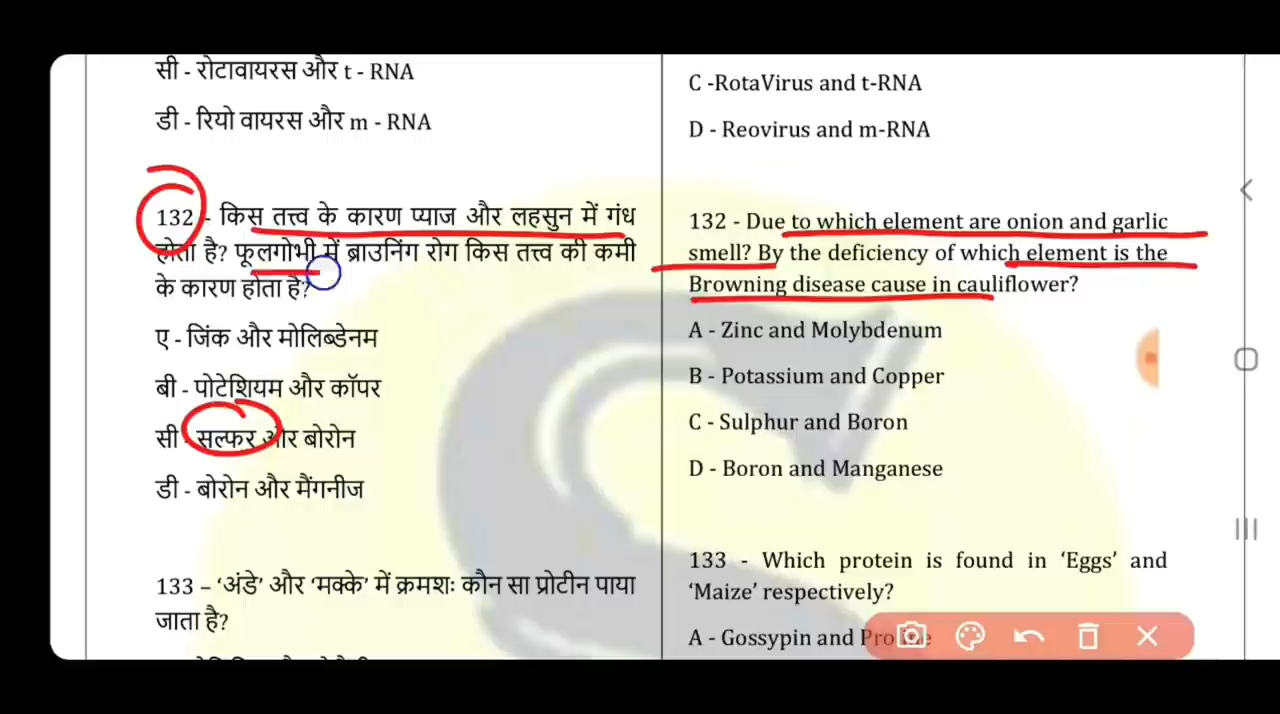 सी - रोटावायरस और t - RNA
डी - रियो वायरस और m - RNA
132 - किस तत्त्व के कारण प्याज और लहसुन में गंध
होता है? फूलगोभी में ब्राउनिंग रोग किस तत्त्व की कमी
के कारण होता है?
ए - जिंक और मोलिब्डेनम
बी - पोटेशियम और कॉपर
सी - सल्फर और बोरोन
डी - बोरोन और मैंगनीज
133 – ‘अंडे’ और ‘मक्के’ में क्रमशः कौन सा प्रोटीन पाया
जाता है?
C -RotaVirus and t-RNA
D - Reovirus and m-RNA
132 - Due to which element are onion and garlic
smell? By the deficiency of which element is the
Browning disease cause in cauliflower?
A - Zinc and Molybdenum
B - Potassium and Copper
C - Sulphur and Boron
D - Boron and Manganese
133 - Which protein is found in ‘Eggs’ and
‘Maize’ respectively?
A - Gossypin and